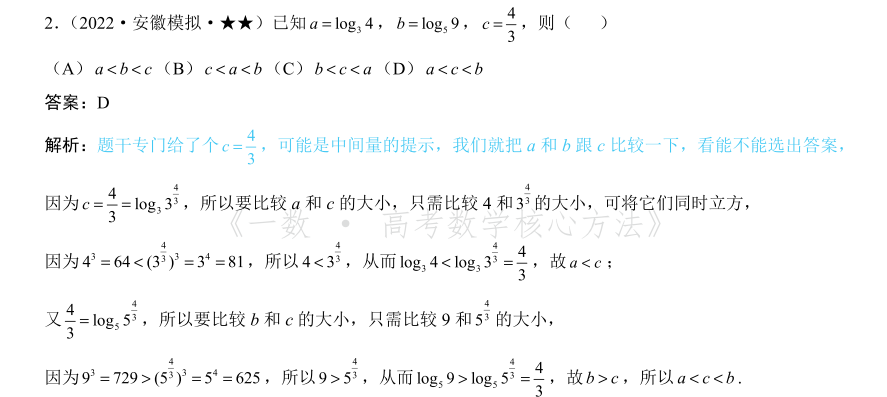 2.（2022·安徽模拟·★★）已知 $a=\log_3 4$，$b=\log_5 9$，$c=\frac{4}{3}$，则（　　）
（A）$a<b<c$（B）$c<a<b$（C）$b<c<a$（D）$a<c<b$
答案：D
解析：题干专门给了个 $c=\frac{4}{3}$，可能是中间量的提示，我们就把 a 和 b 跟 c 比较一下，看能不能选出答案，
因为 $c=\frac{4}{3}=\log_3 3^{\frac{4}{3}}$，所以要比较 a 和 c 的大小，只需比较 4 和 $3^{\frac{4}{3}}$ 的大小，可将它们同时立方，
《一数·高考数学核心方法》
因为 $4^3=64<(3^{\frac{4}{3}})^3=3^4=81$，所以 $4<3^{\frac{4}{3}}$，从而 $\log_3 4<\log_3 3^{\frac{4}{3}}=\frac{4}{3}$，故 $a<c$；
又 $\frac{4}{3}=\log_5 5^{\frac{4}{3}}$，所以要比较 b 和 c 的大小，只需比较 9 和 $5^{\frac{4}{3}}$ 的大小，
因为 $9^3=729>(5^{\frac{4}{3}})^3=5^4=625$，所以 $9>5^{\frac{4}{3}}$，从而 $\log_5 9>\log_5 5^{\frac{4}{3}}=\frac{4}{3}$，故 $b>c$，所以 $a<c<b$.